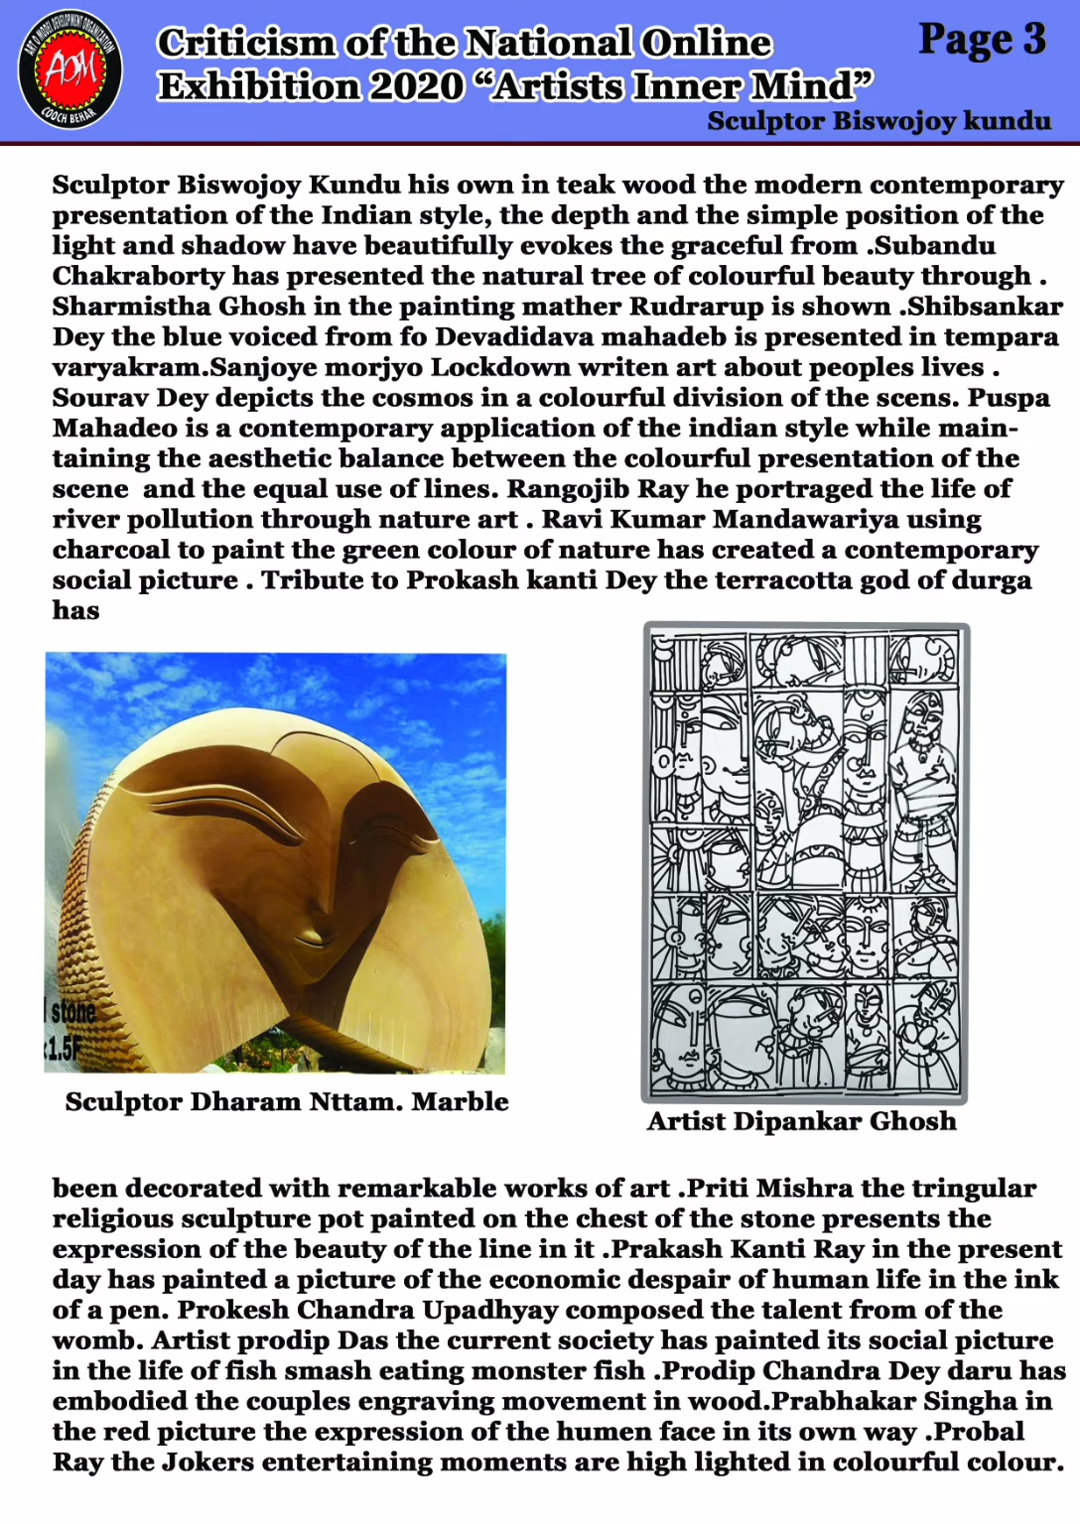 ART O MODEL DEVELOPMENT ORGANIZATION
AOM
COOCH BEHAR
Criticism of the National Online
Exhibition 2020 “Artists Inner Mind”
Page 3
Sculptor Biswojoy kundu
Sculptor Biswojoy Kundu his own in teak wood the modern contemporary
presentation of the Indian style, the depth and the simple position of the
light and shadow have beautifully evokes the graceful from .Subandu
Chakraborty has presented the natural tree of colourful beauty through .
Sharmistha Ghosh in the painting mather Rudrarup is shown .Shibsankar
Dey the blue voiced from fo Devadidava mahadeb is presented in tempara
varyakram.Sanjoye morjyo Lockdown writen art about peoples lives .
Sourav Dey depicts the cosmos in a colourful division of the scens. Puspa
Mahadeo is a contemporary application of the indian style while main-
taining the aesthetic balance between the colourful presentation of the
scene  and the equal use of lines. Rangojib Ray he portraged the life of
river pollution through nature art . Ravi Kumar Mandawariya using
charcoal to paint the green colour of nature has created a contemporary
social picture . Tribute to Prokash kanti Dey the terracotta god of durga
has
stone
1.5F
Sculptor Dharam Nttam. Marble
Artist Dipankar Ghosh
been decorated with remarkable works of art .Priti Mishra the tringular
religious sculpture pot painted on the chest of the stone presents the
expression of the beauty of the line in it .Prakash Kanti Ray in the present
day has painted a picture of the economic despair of human life in the ink
of a pen. Prokesh Chandra Upadhyay composed the talent from of the
womb. Artist prodip Das the current society has painted its social picture
in the life of fish smash eating monster fish .Prodip Chandra Dey daru has
embodied the couples engraving movement in wood.Prabhakar Singha in
the red picture the expression of the humen face in its own way .Probal
Ray the Jokers entertaining moments are high lighted in colourful colour.